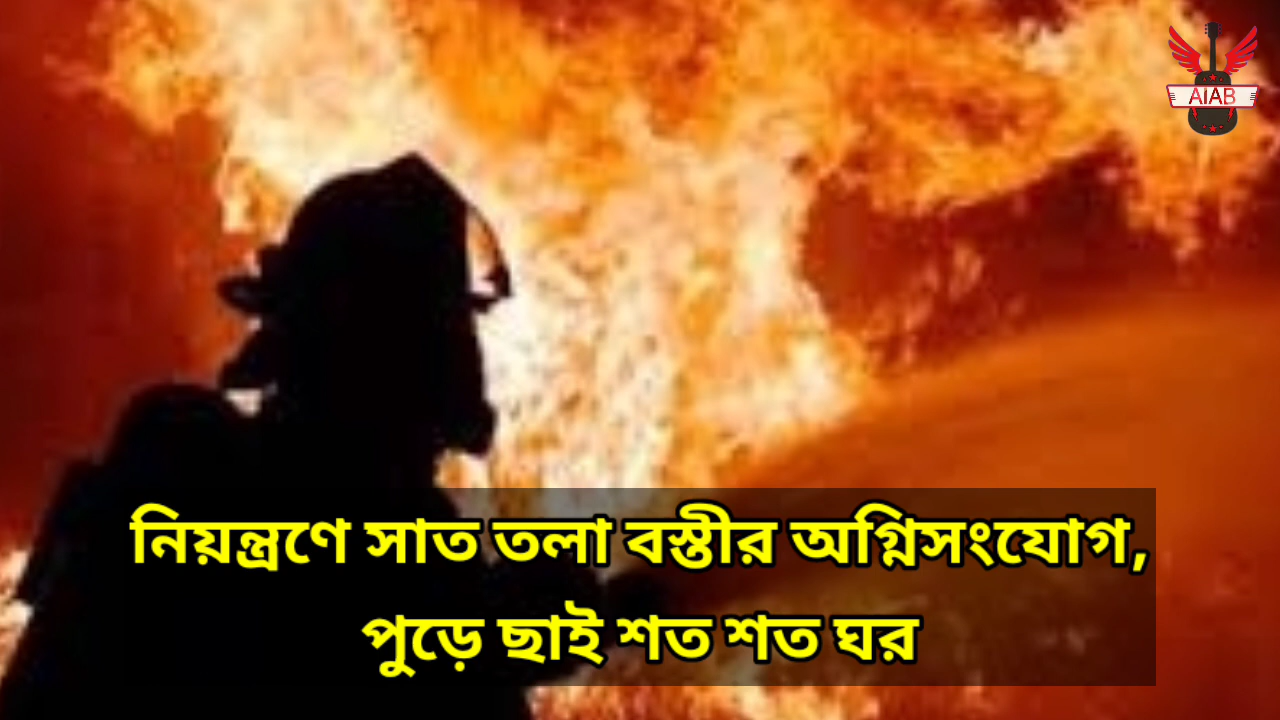 AIAB
নিয়ন্ত্রণে সাত তলা বস্তীর অগ্নিসংযোগ,
পুড়ে ছাই শত শত ঘর